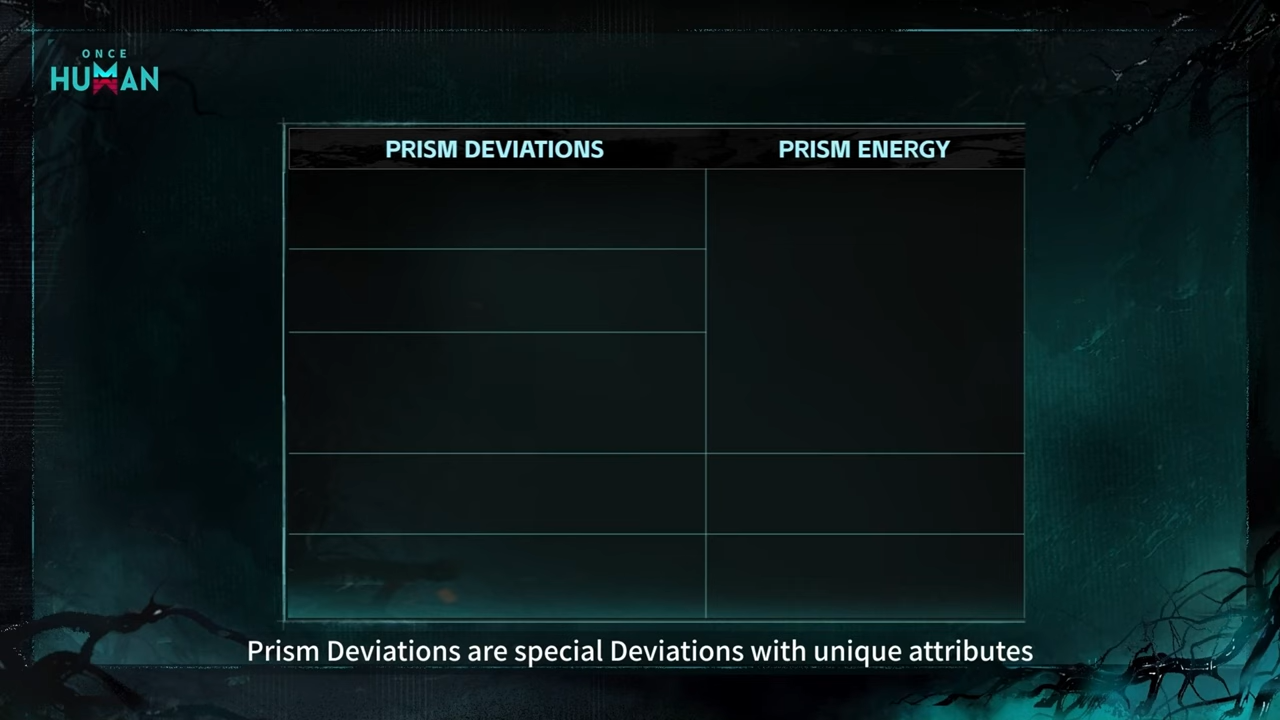 ONCE
HUMAN
PRISM DEVIATIONS PRISM ENERGY
Prism Deviations are special Deviations with unique attributes